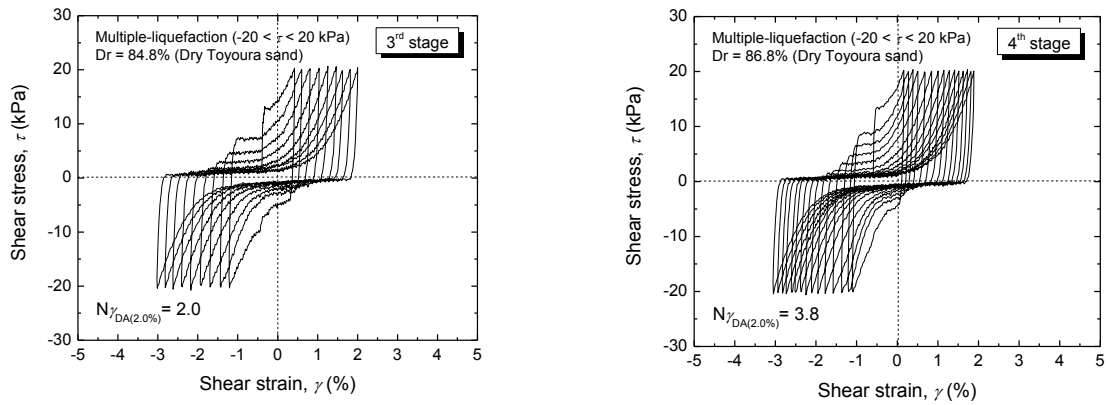 Multiple-liquefaction (-20 < τ < 20 kPa)
Dr = 84.8% (Dry Toyoura sand)
3rd stage
30
20
10
0
-10
-20
-30
Shear stress, τ (kPa)
NγDA(2.0%) = 2.0
-5 -4 -3 -2 -1 0 1 2 3 4 5
Shear strain, γ (%)
Multiple-liquefaction (-20 < τ < 20 kPa)
Dr = 86.8% (Dry Toyoura sand)
4th stage
30
20
10
0
-10
-20
-30
Shear stress, τ (kPa)
NγDA(2.0%) = 3.8
-5 -4 -3 -2 -1 0 1 2 3 4 5
Shear strain, γ (%)